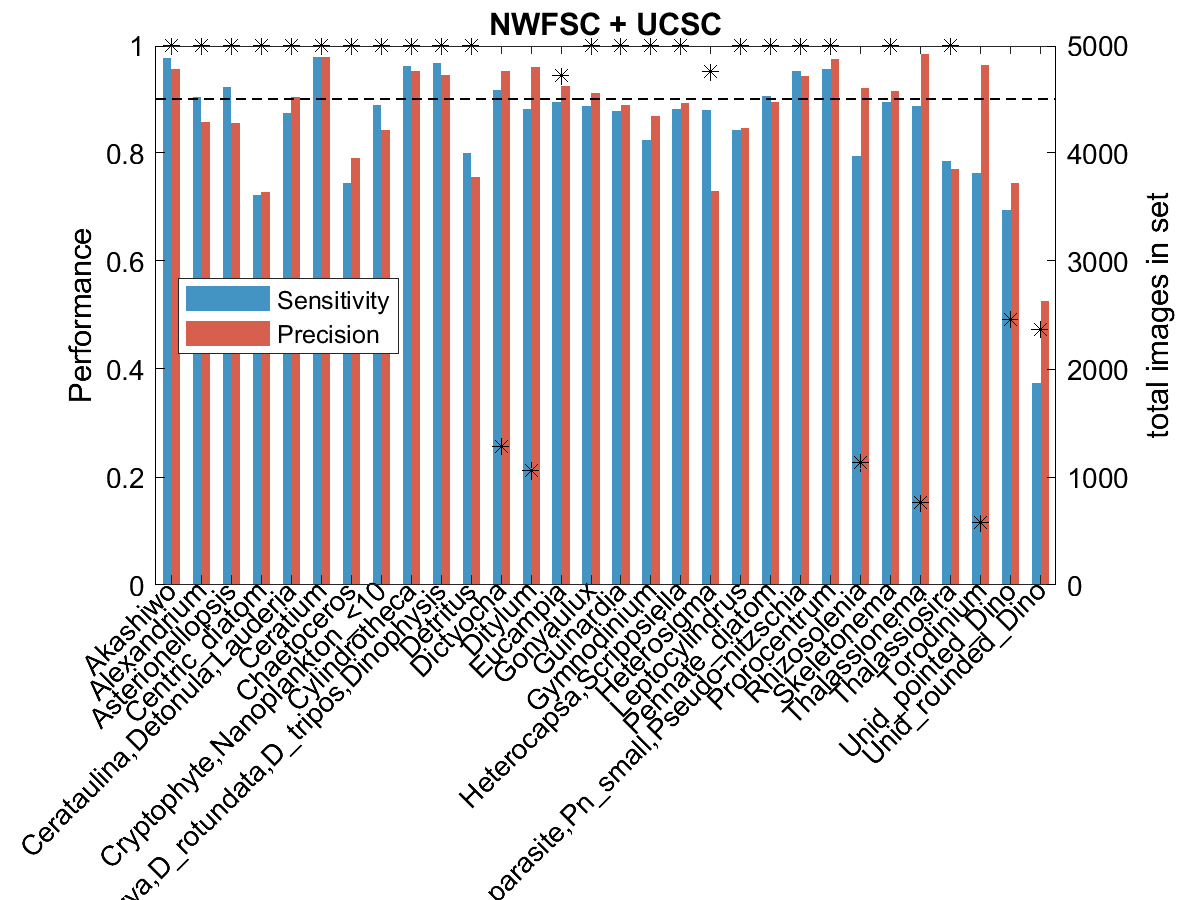 NWFSC + UCSC
1
0.8
0.6
0.4
0.2
0
Performance
5000
4000
3000
2000
1000
0
total images in set
Sensitivity
Precision
Akashiwo
Alexandrium
Asterionellopsis
Centric_diatom
Cerataulina,Detonula,Lauderia
Ceratium
Chaetoceros
Cryptophyte,Nanoplankton_<10
Cylindrotheca
D_rotundata,D_tripos,Dinophysis
Detritus
Dictyocha
Ditylum
Eucampia
Gonyaulux
Guinardia
Gymnodinium
Heterocapsa,Scrippsiella
Heterosigma
Leptocylindrus
Pennate_diatom
parasite,Pn_small,Pseudo-nitzschia
Prorocentrum
Rhizosolenia
Skeletonema
Thalassionema
Thalassiosira
Torodinium
Unid_pointed_Dino
Unid_rounded_Dino